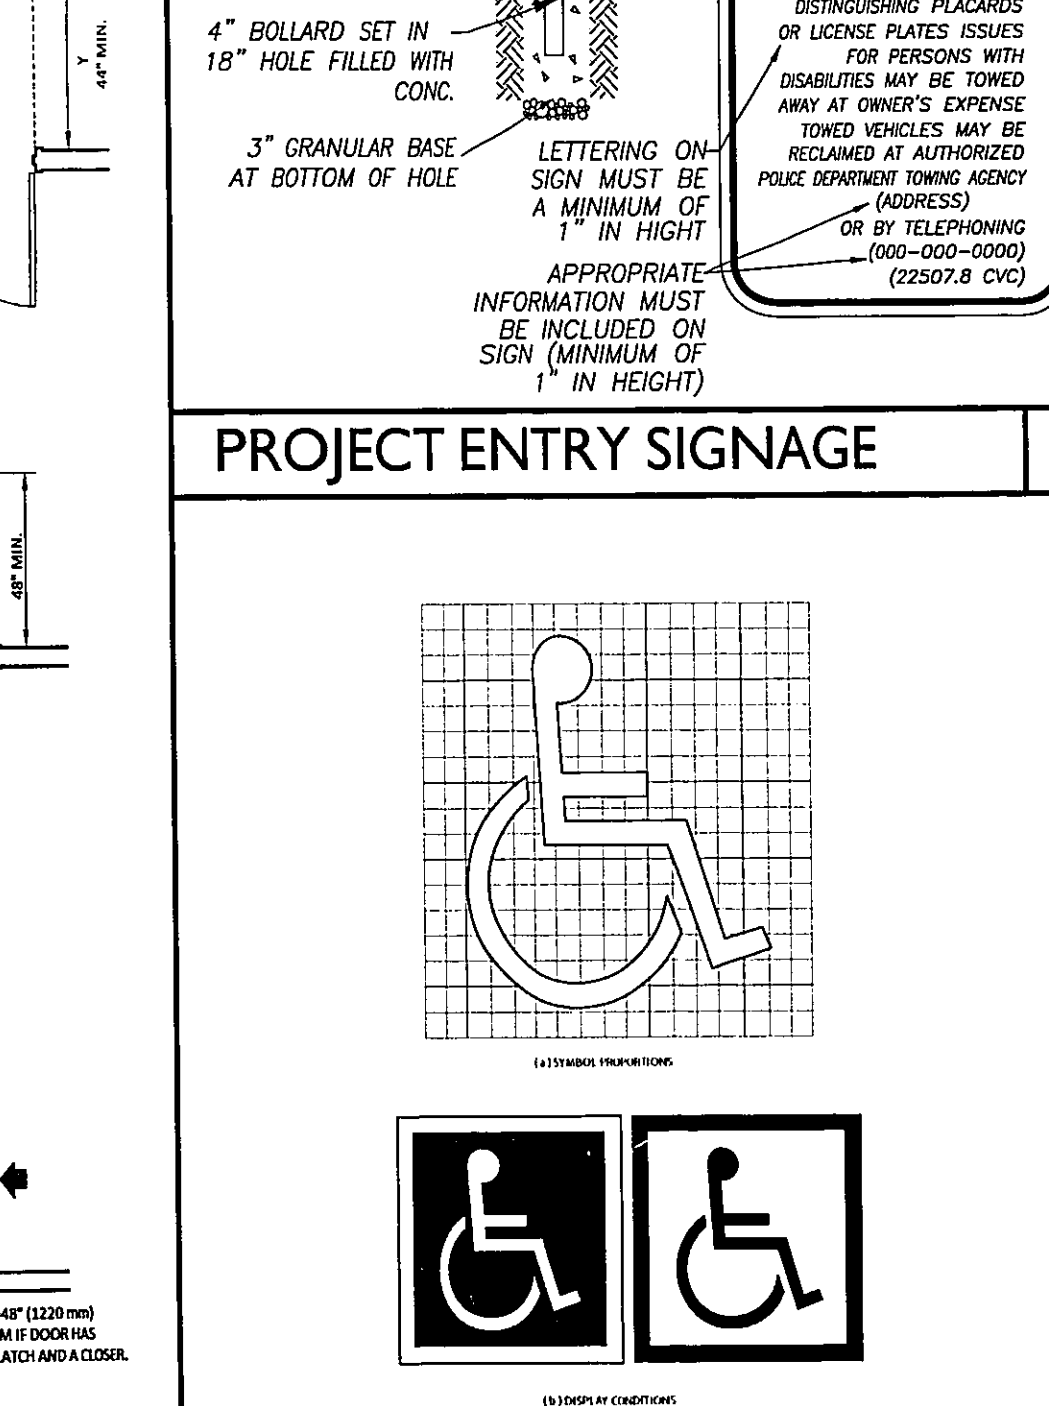 Y
44" MIN.
4" BOLLARD SET IN
18" HOLE FILLED WITH
CONC.
3" GRANULAR BASE
AT BOTTOM OF HOLE
LETTERING ON
SIGN MUST BE
A MINIMUM OF
1" IN HIGHT
APPROPRIATE
INFORMATION MUST
BE INCLUDED ON
SIGN (MINIMUM OF
1" IN HEIGHT)
DISTINGUISHING PLACARDS
OR LICENSE PLATES ISSUES
FOR PERSONS WITH
DISABILITIES MAY BE TOWED
AWAY AT OWNER'S EXPENSE
TOWED VEHICLES MAY BE
RECLAIMED AT AUTHORIZED
POLICE DEPARTMENT TOWING AGENCY
(ADDRESS)
OR BY TELEPHONING
(000-000-0000)
(22507.8 CVC)
PROJECT ENTRY SIGNAGE
48" MIN.
(a) SYMBOL PROPORTIONS
48" (1220 mm)
M IF DOOR HAS
ATCH AND A CLOSER.
(b) DISPLAY CONDITIONS